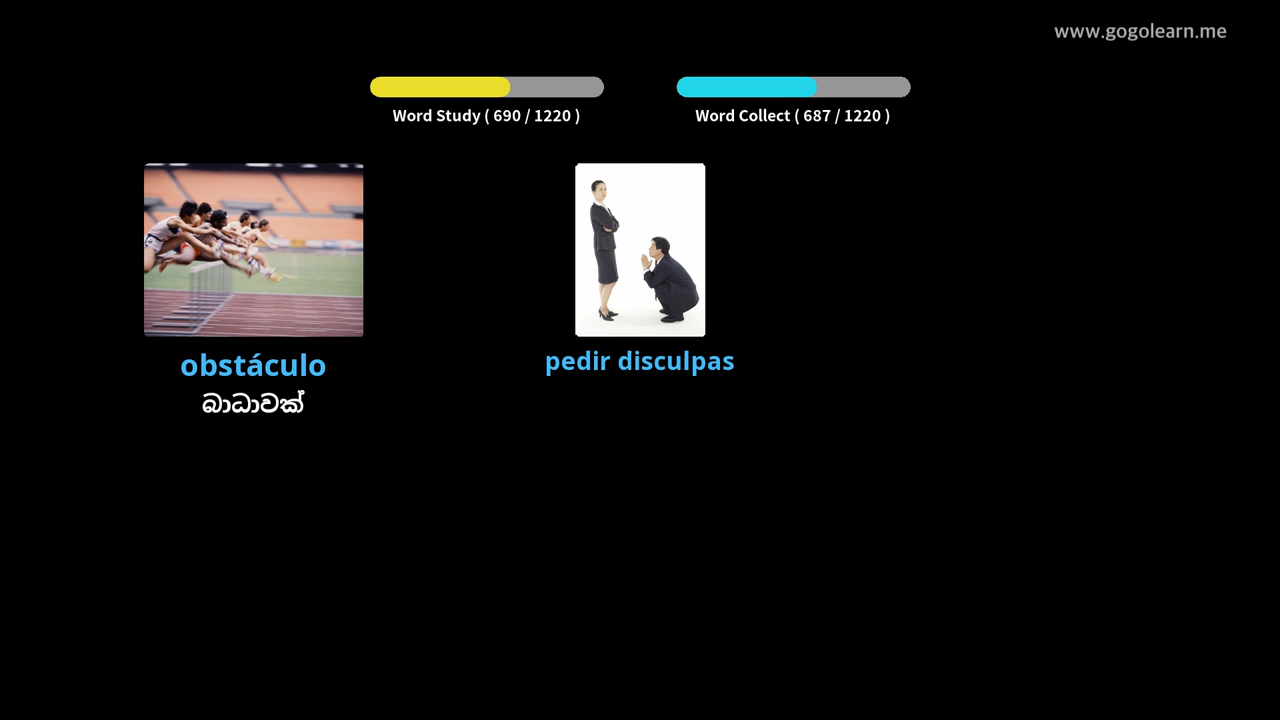 www.gogolearn.me
Word Study ( 690 / 1220 )
Word Collect ( 687 / 1220 )
obstáculo
බාධාවක්
pedir disculpas